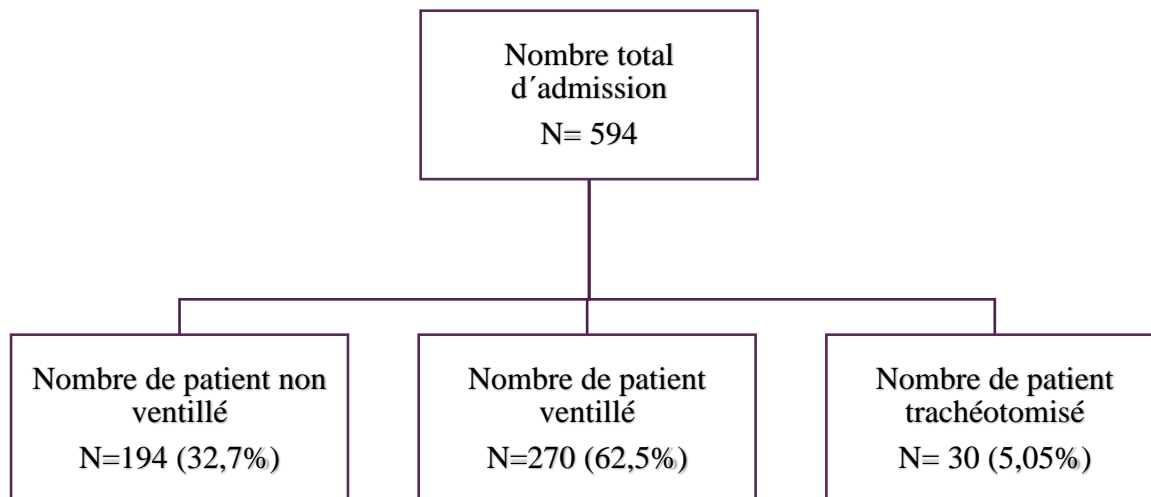 Nombre total
d´admission
N= 594
Nombre de patient non
ventillé
N=194 (32,7%)
Nombre de patient
ventillé
N=270 (62,5%)
Nombre de patient
trachéotomisé
N= 30 (5,05%)